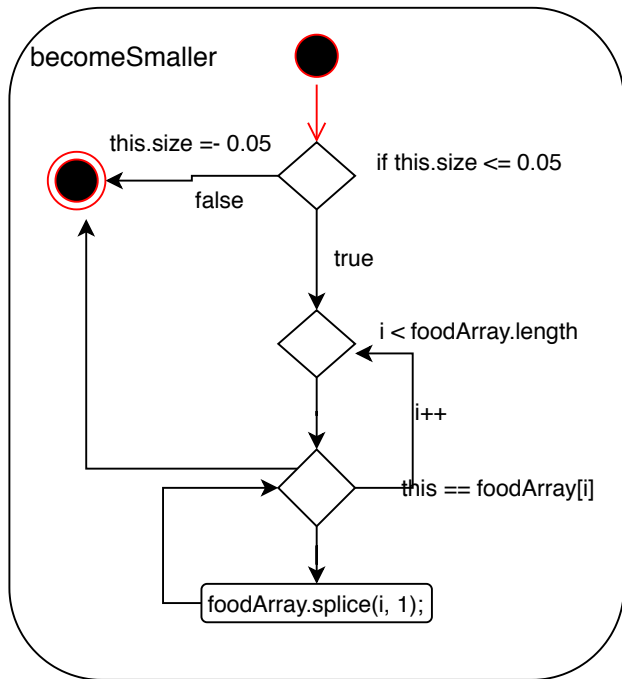 becomeSmaller
this.size =- 0.05
if this.size <= 0.05
false
true
i < foodArray.length
i++
this == foodArray[i]
foodArray.splice(i, 1);